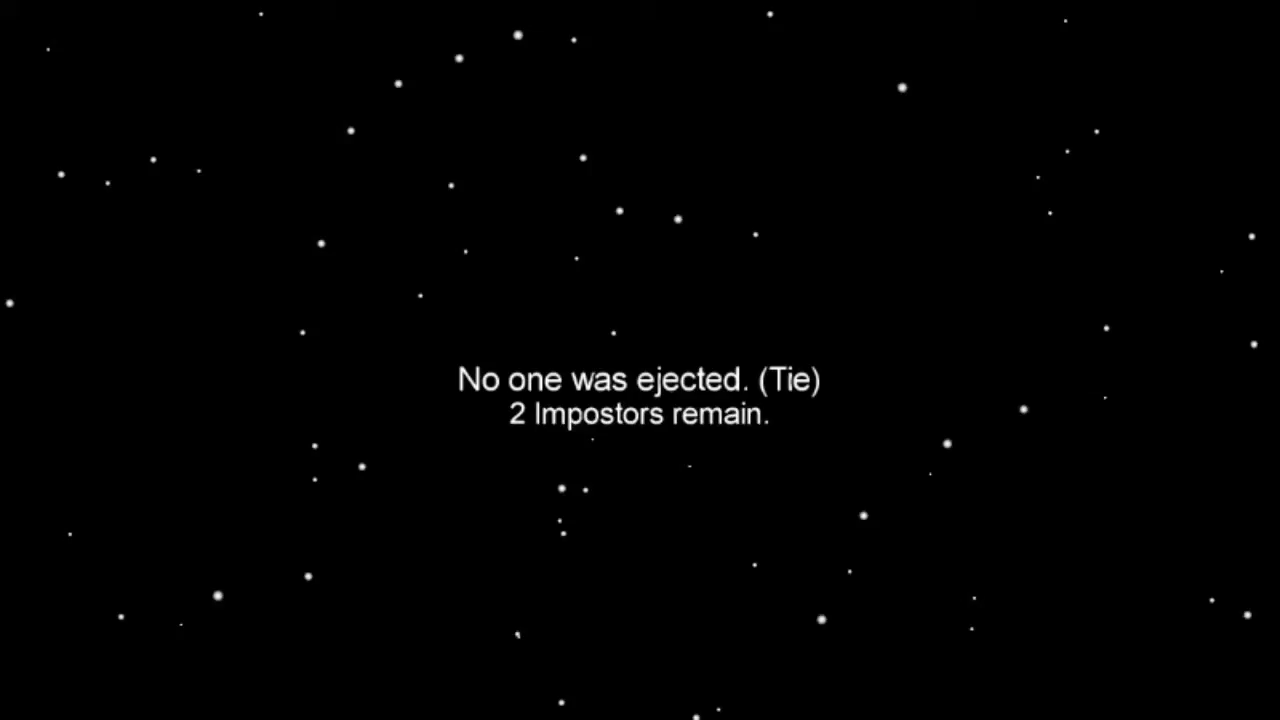 No one was ejected. (Tie)
2 Impostors remain.